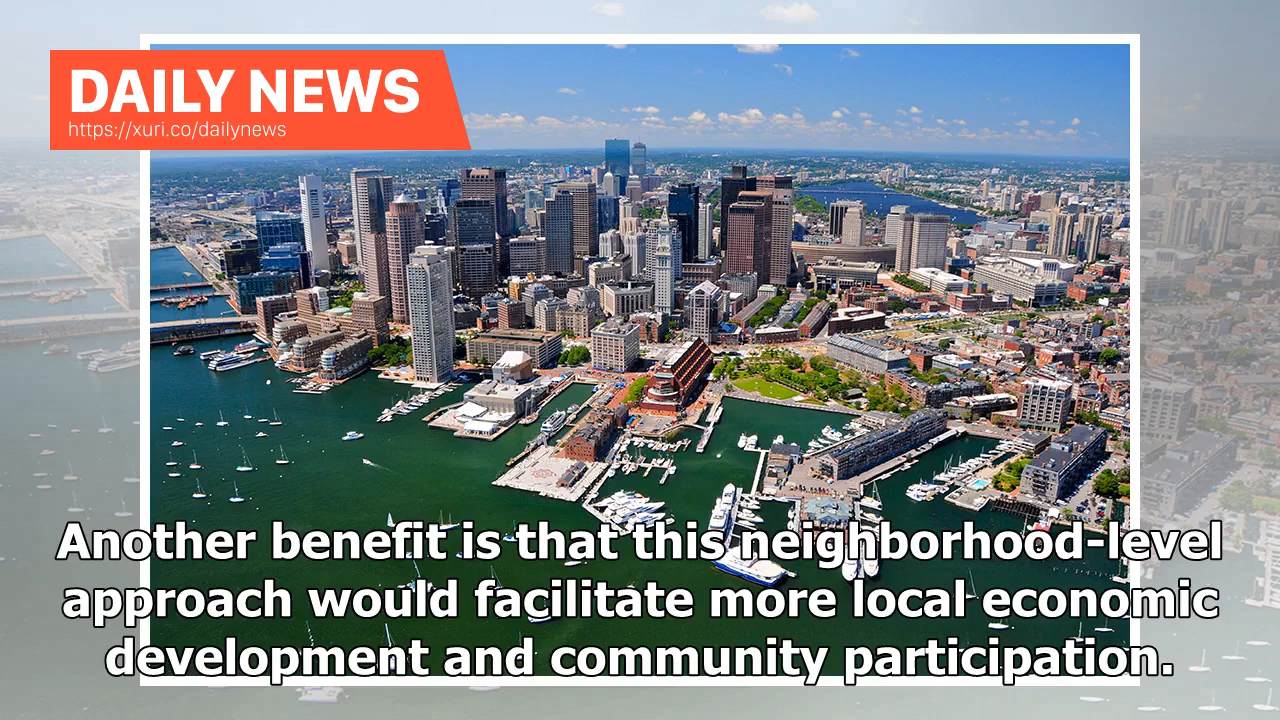 DAILY NEWS
https://xuri.co/dailynews
Another benefit is that this neighborhood-level
approach would facilitate more local economic
development and community participation.